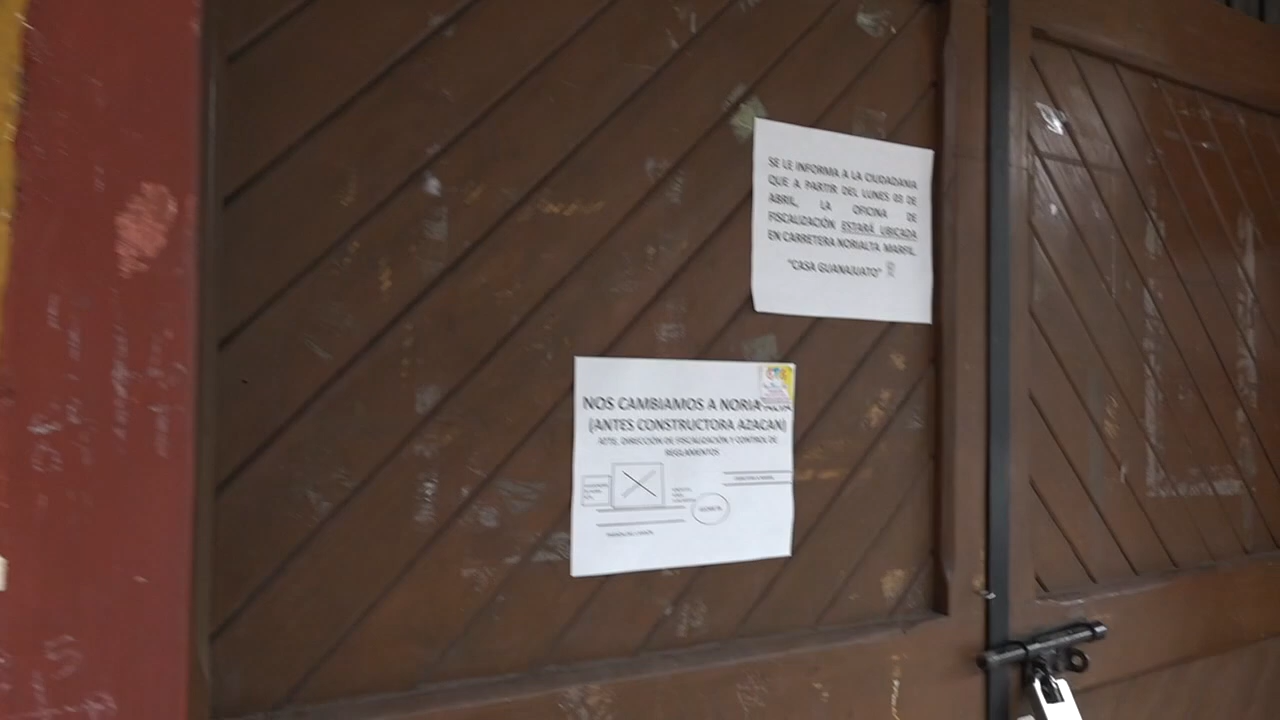 SE LE INFORMA A LA CIUDADANIA
QUE A PARTIR DEL LUNES 03 DE
ABRIL, LA OFICINA DE
FISCALIZACIÓN ESTARÁ UBICADA
EN CARRETERA NORIALTA MARFIL.
"CASA GUANAJUATO"
NOS CAMBIAMOS A NORIA
(ANTES CONSTRUCTORA AZACAN)
ATTE. DIRECCIÓN DE FISCALIZACIÓN Y CONTROL DE
REGLAMENTOS